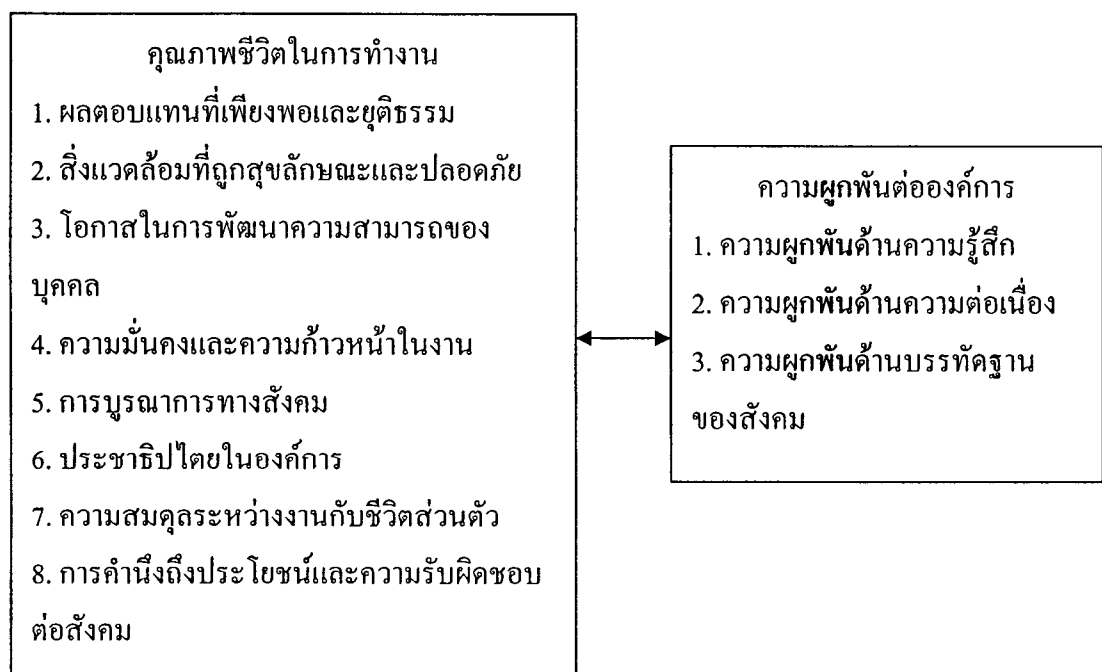 คุณภาพชีวิตในการทำงาน
1. ผลตอบแทนที่เพียงพอและยุติธรรม
2. สิ่งแวดล้อมที่ถูกสุขลักษณะและปลอดภัย
3. โอกาสในการพัฒนาความสามารถของ
บุคคล
4. ความมั่นคงและความก้าวหน้าในงาน
5. การบูรณาการทางสังคม
6. ประชาธิปไตยในองค์การ
7. ความสมดุลระหว่างงานกับชีวิตส่วนตัว
8. การคำนึงถึงประโยชน์และความรับผิดชอบ
ต่อสังคม
ความผูกพันต่อองค์การ
1. ความผูกพันด้านความรู้สึก
2. ความผูกพันด้านความต่อเนื่อง
3. ความผูกพันด้านบรรทัดฐาน
ของสังคม